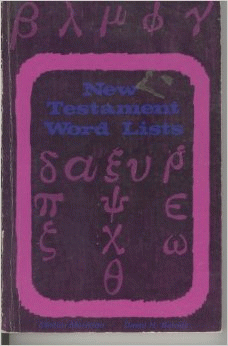 β λ μ φ γ
New
Testament
Word Lists
δ α ξ υ ρ
π ψ ε
ξ χ ω
θ